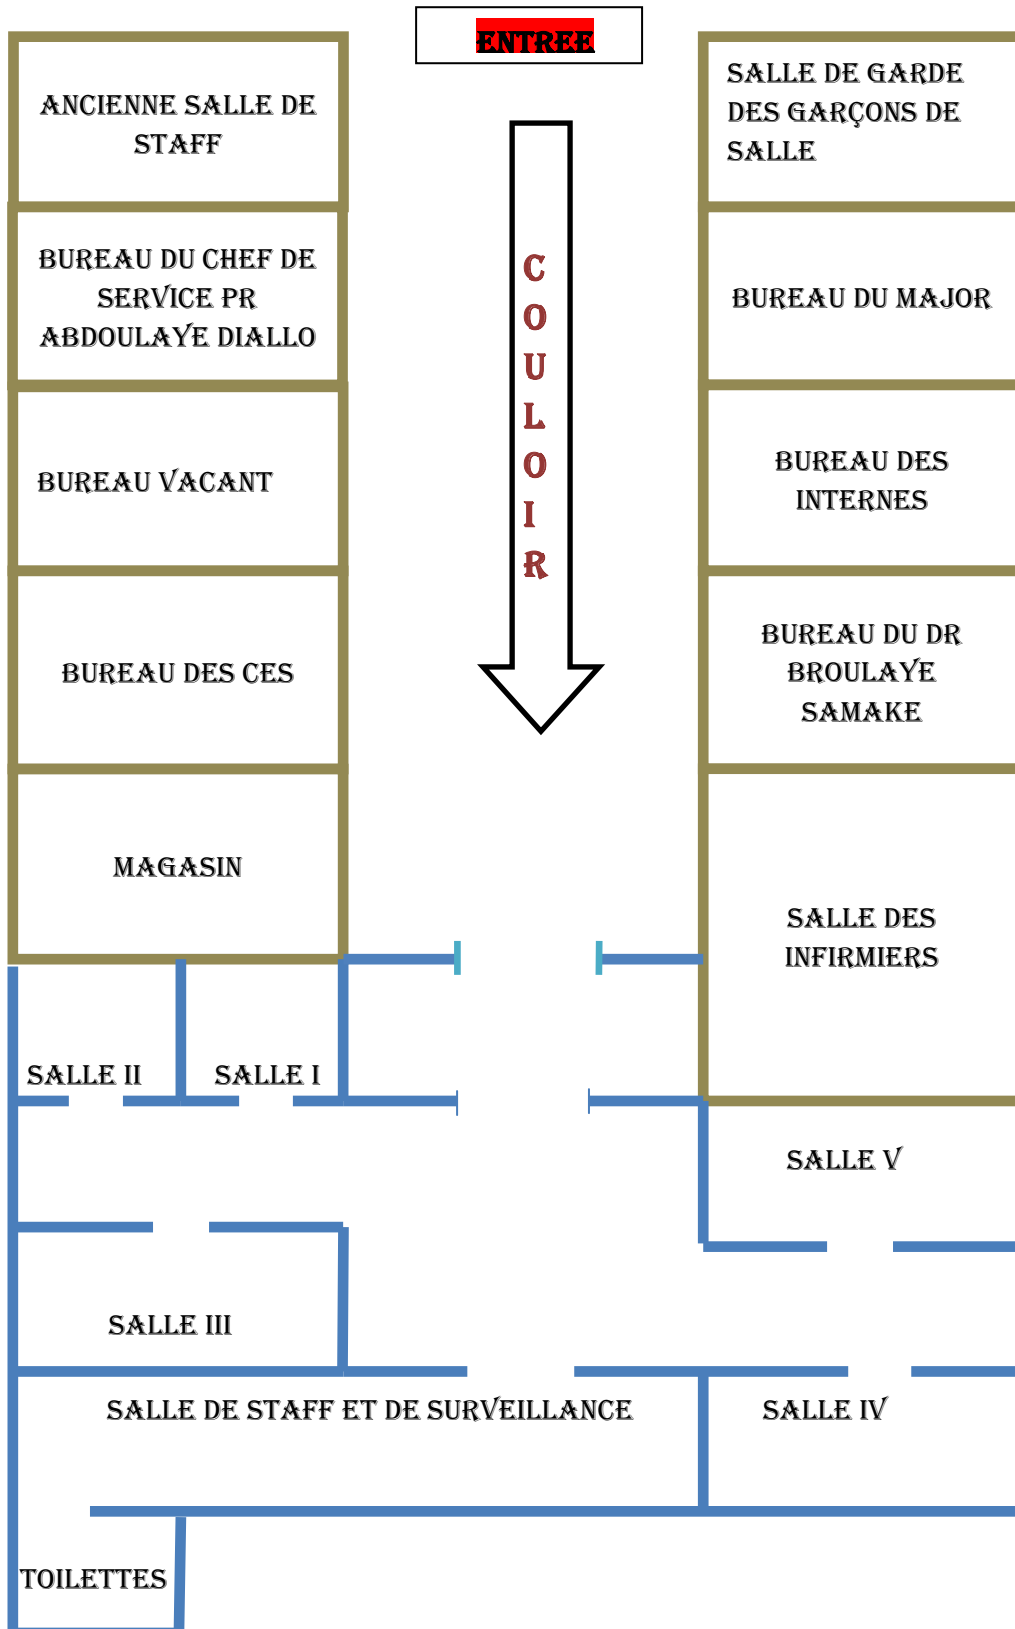 ENTREE
ANCIENNE SALLE DE
STAFF
SALLE DE GARDE
DES GARÇONS DE
SALLE
BUREAU DU CHEF DE
SERVICE PR
ABDOULAYE DIALLO
BUREAU DU MAJOR
COULOIR
BUREAU VACANT
BUREAU DES
INTERNES
BUREAU DES CES
BUREAU DU DR
BROULAYE
SAMAKE
MAGASIN
SALLE DES
INFIRMIERS
SALLE II
SALLE I
SALLE V
SALLE III
SALLE DE STAFF ET DE SURVEILLANCE
SALLE IV
TOILETTES